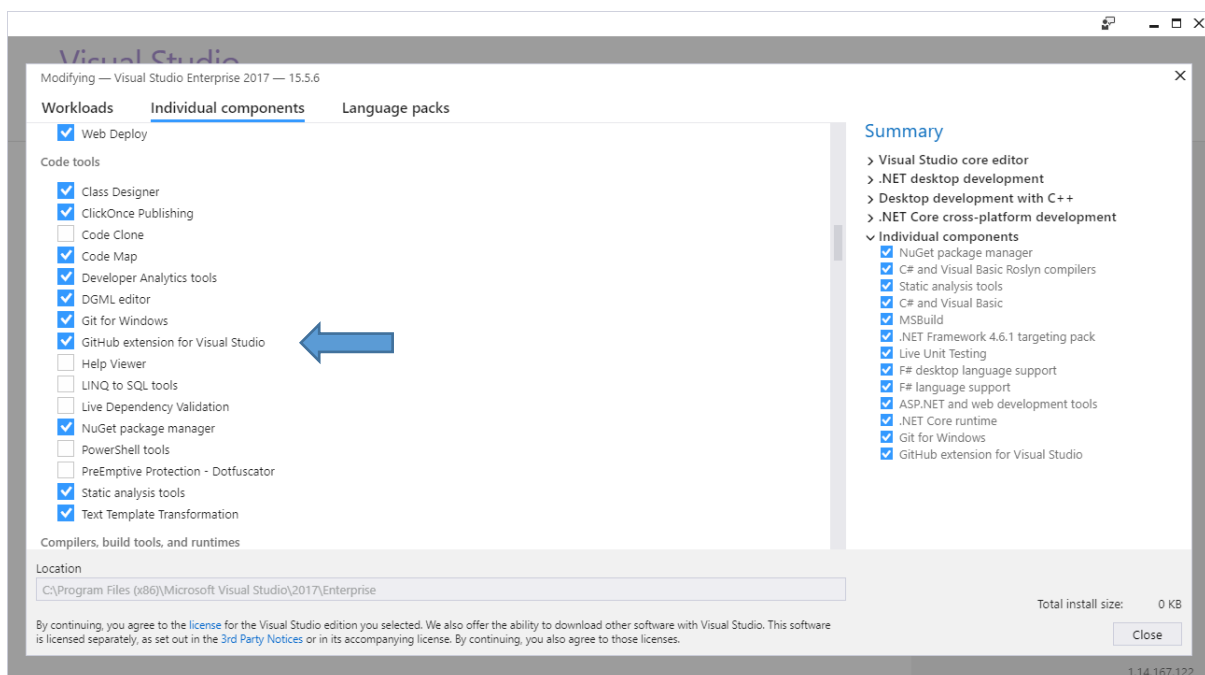 Visual Studio
Modifying — Visual Studio Enterprise 2017 — 15.5.6
Workloads Individual components Language packs
Web Deploy
Code tools
Class Designer
ClickOnce Publishing
Code Clone
Code Map
Developer Analytics tools
DGML editor
Git for Windows
GitHub extension for Visual Studio
Help Viewer
LINQ to SQL tools
Live Dependency Validation
NuGet package manager
PowerShell tools
PreEmptive Protection - Dotfuscator
Static analysis tools
Text Template Transformation
Compilers, build tools, and runtimes
Summary
Visual Studio core editor
.NET desktop development
Desktop development with C++
.NET Core cross-platform development
Individual components
NuGet package manager
C# and Visual Basic Roslyn compilers
Static analysis tools
C# and Visual Basic
MSBuild
.NET Framework 4.6.1 targeting pack
Live Unit Testing
F# desktop language support
F# language support
ASP.NET and web development tools
.NET Core runtime
Git for Windows
GitHub extension for Visual Studio
Location
C:\Program Files (x86)\Microsoft Visual Studio\2017\Enterprise
Total install size: 0 KB
By continuing, you agree to the license for the Visual Studio edition you selected. We also offer the ability to download other software with Visual Studio. This software
is licensed separately, as set out in the 3rd Party Notices or in its accompanying license. By continuing, you also agree to those licenses.
Close
1.14.167.122